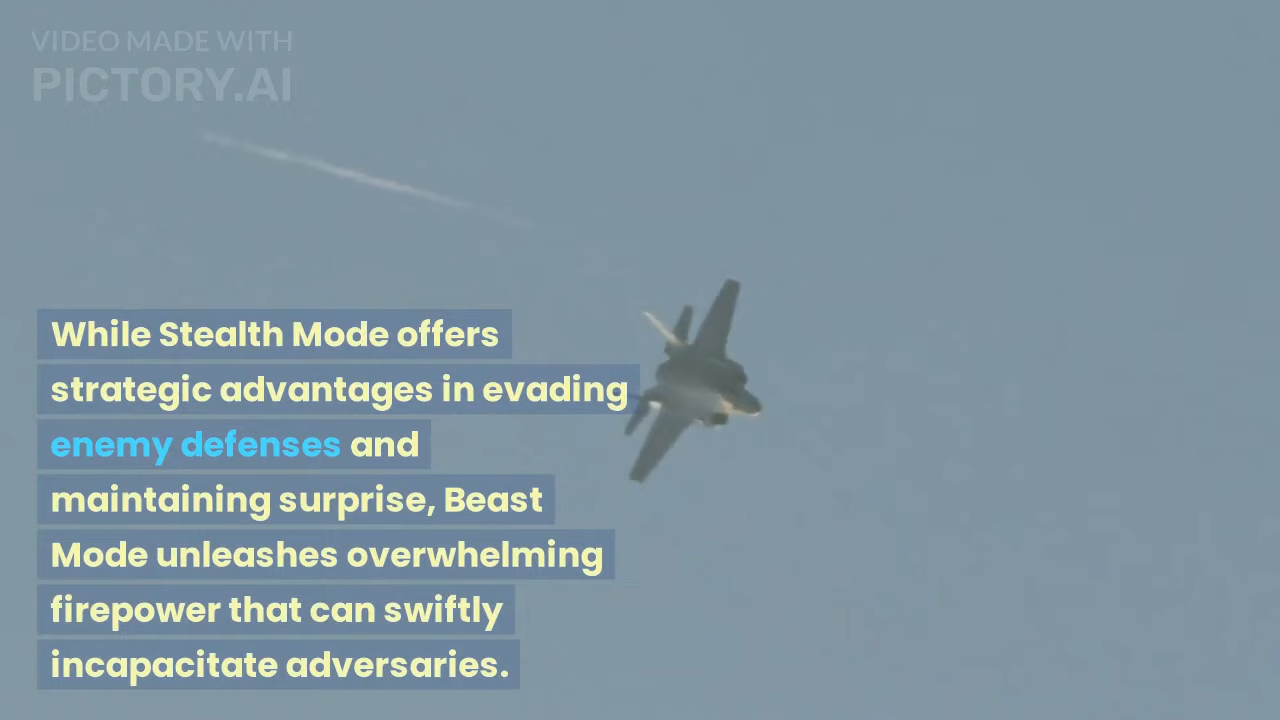 VIDEO MADE WITH
PICTORY.AI
While Stealth Mode offers
strategic advantages in evading
enemy defenses and
maintaining surprise, Beast
Mode unleashes overwhelming
firepower that can swiftly
incapacitate adversaries.